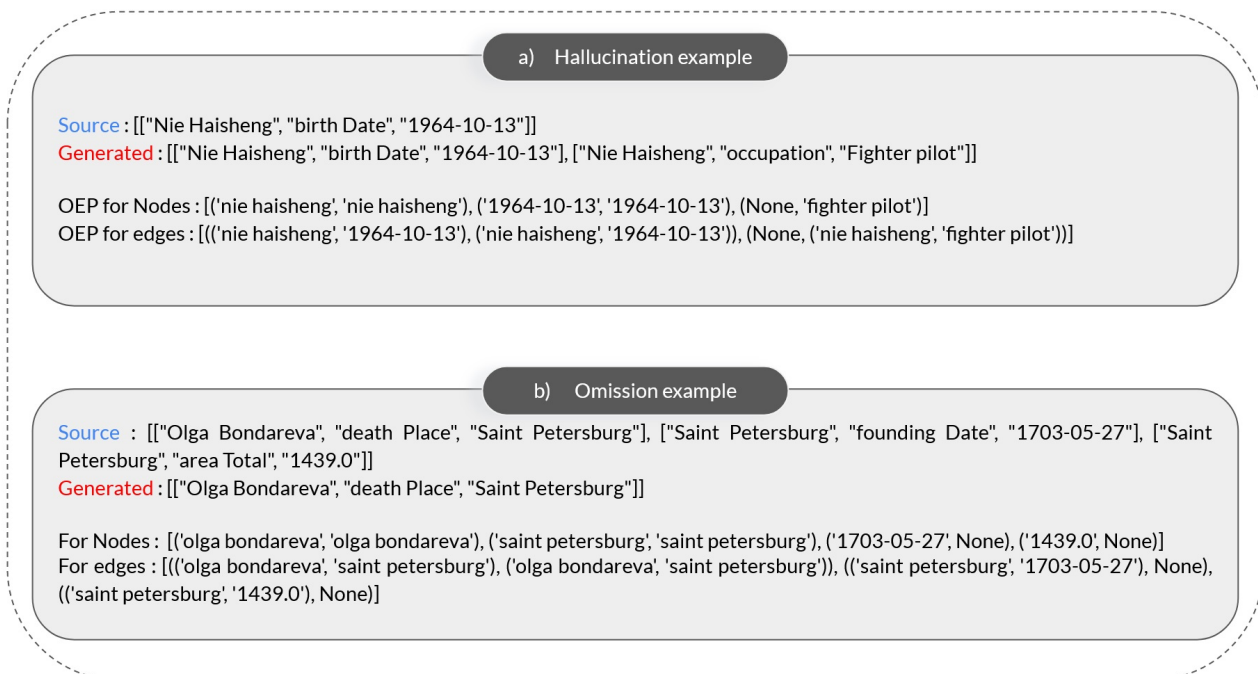 a) Hallucination example
Source : [["Nie Haisheng", "birth Date", "1964-10-13"]]
Generated : [["Nie Haisheng", "birth Date", "1964-10-13"], ["Nie Haisheng", "occupation", "Fighter pilot"]]
OEP for Nodes : [('nie haisheng', 'nie haisheng'), ('1964-10-13', '1964-10-13'), (None, 'fighter pilot')]
OEP for edges : [(('nie haisheng', '1964-10-13'), ('nie haisheng', '1964-10-13')), (None, ('nie haisheng', 'fighter pilot'))]
b) Omission example
Source : [["Olga Bondareva", "death Place", "Saint Petersburg"], ["Saint Petersburg", "founding Date", "1703-05-27"], ["Saint
Petersburg", "area Total", "1439.0"]]
Generated : [["Olga Bondareva", "death Place", "Saint Petersburg"]]
For Nodes : [('olga bondareva', 'olga bondareva'), ('saint petersburg', 'saint petersburg'), ('1703-05-27', None), ('1439.0', None)]
For edges : [(('olga bondareva', 'saint petersburg'), ('olga bondareva', 'saint petersburg')), (('saint petersburg', '1703-05-27'), None),
(('saint petersburg', '1439.0'), None)]